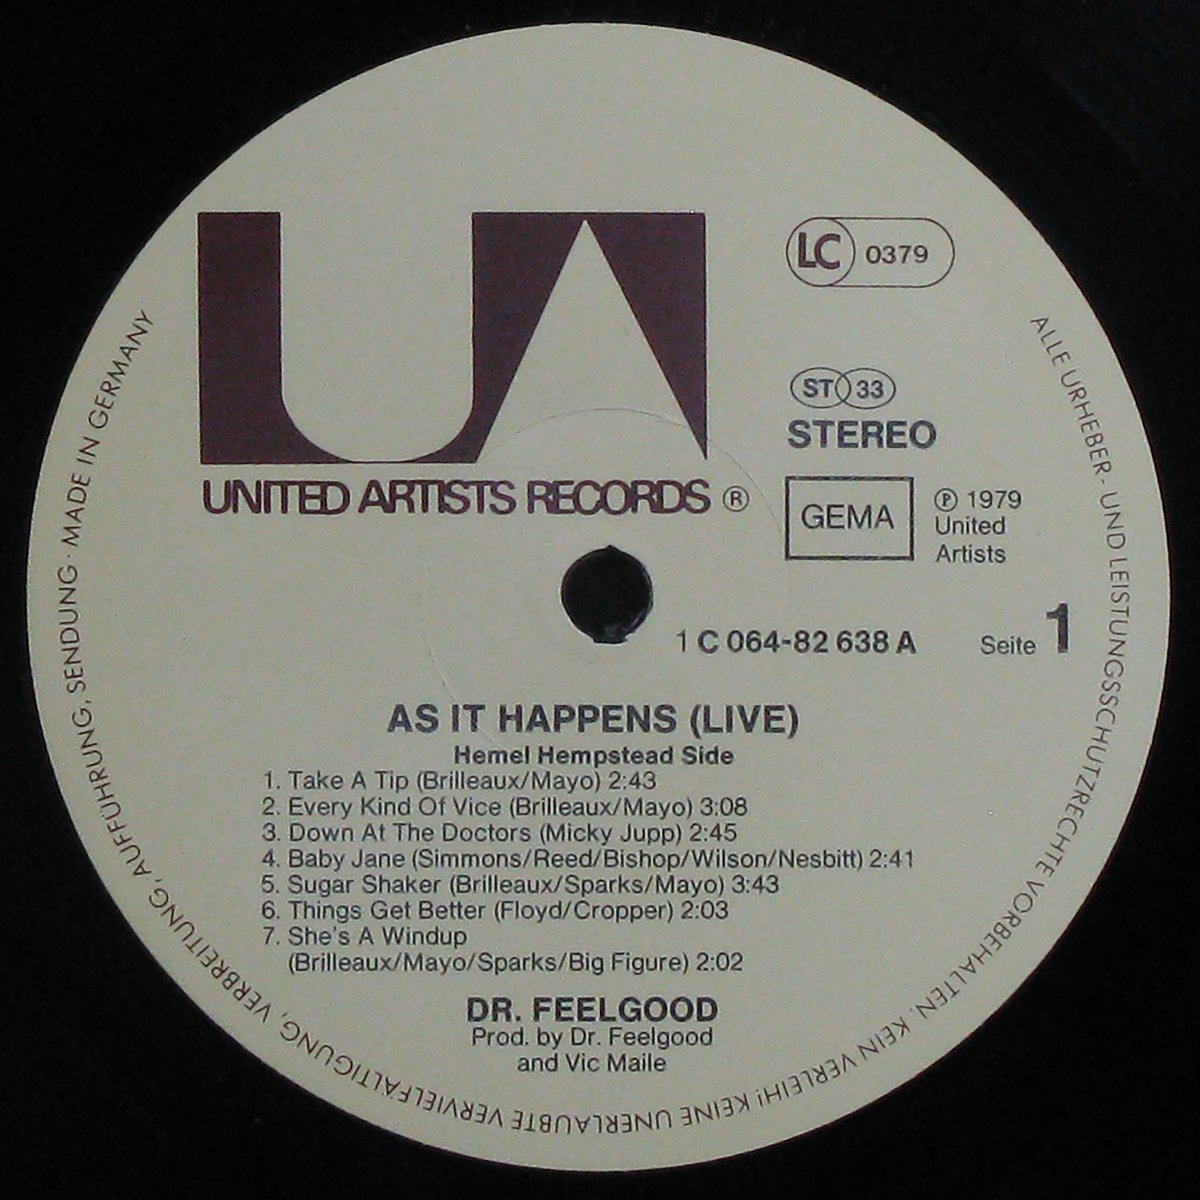 UA
UNITED ARTISTS RECORDS ®
LC 0379
ST 33
STEREO
GEMA
℗ 1979
United
Artists
1 C 064-82 638 A
Seite 1
AS IT HAPPENS (LIVE)
Hemel Hempstead Side
1. Take A Tip (Brilleaux/Mayo) 2:43
2. Every Kind Of Vice (Brilleaux/Mayo) 3:08
3. Down At The Doctors (Micky Jupp) 2:45
4. Baby Jane (Simmons/Reed/Bishop/Wilson/Nesbitt) 2:41
5. Sugar Shaker (Brilleaux/Sparks/Mayo) 3:43
6. Things Get Better (Floyd/Cropper) 2:03
7. She's A Windup
(Brilleaux/Mayo/Sparks/Big Figure) 2:02
DR. FEELGOOD
Prod. by Dr. Feelgood
and Vic Maile
ALLE URHEBER- UND LEISTUNGSSCHUTZRECHTE VORBEHALTEN. KEIN VERLEIH! KEINE UNERLAUBTE VERVIELFÄLTIGUNG, VERBREITUNG, AUFFÜHRUNG, SENDUNG · MADE IN GERMANY